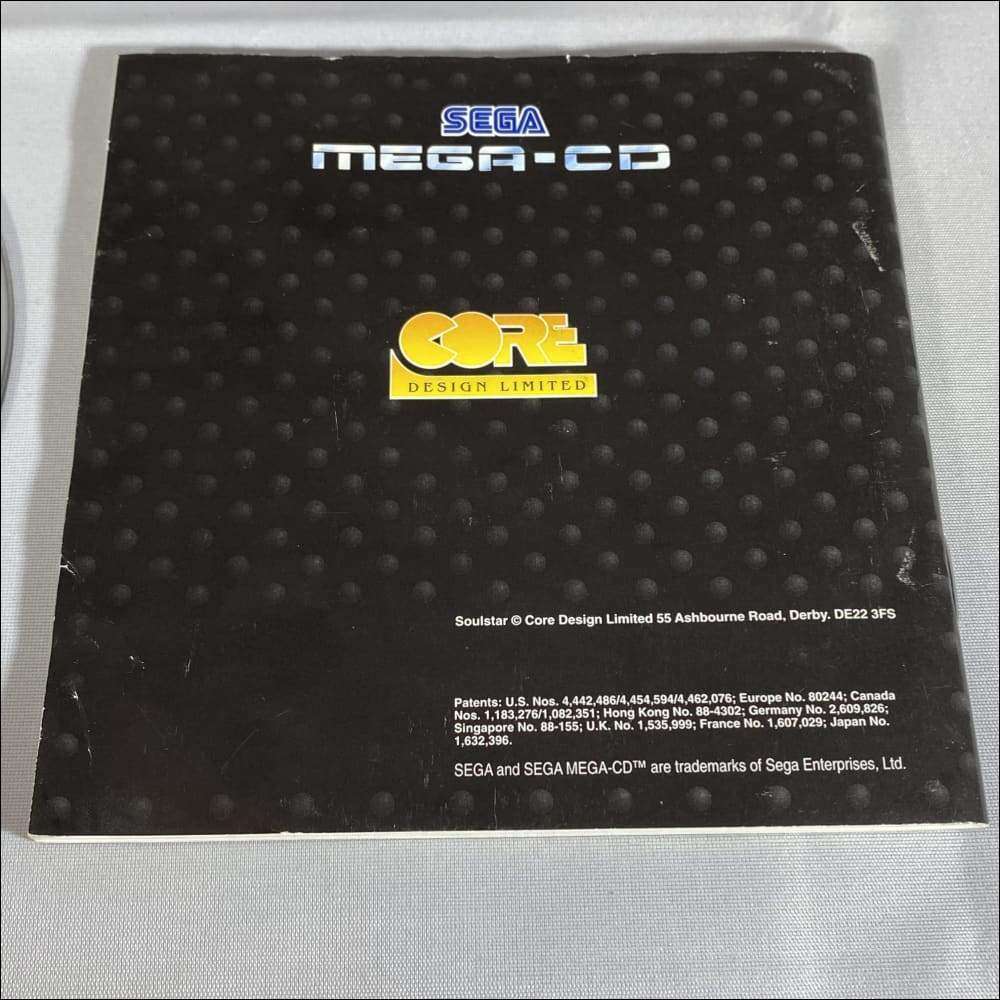 SEGA
MEGA-CD
CORE
DESIGN LIMITED
Soulstar © Core Design Limited 55 Ashbourne Road, Derby. DE22 3FS
Patents: U.S. Nos. 4,442,486/4,454,594/4,462,076; Europe No. 80244; Canada
Nos. 1,183,276/1,082,351; Hong Kong No. 88-4302; Germany No. 2,609,826;
Singapore No. 88-155; U.K. No. 1,535,999; France No. 1,607,029; Japan No.
1,632,396.
SEGA and SEGA MEGA-CD™ are trademarks of Sega Enterprises, Ltd.